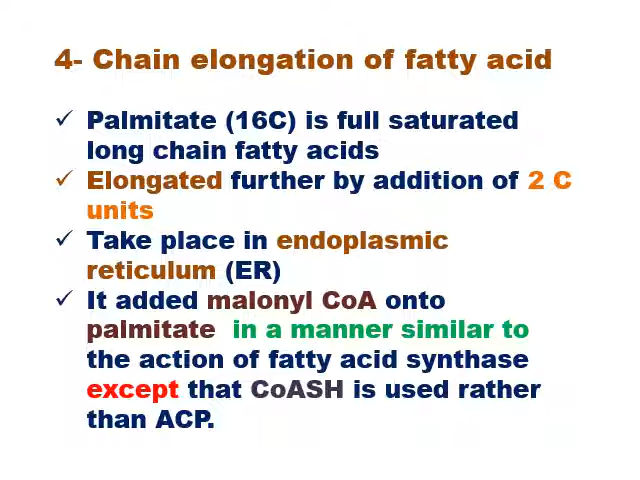 4- Chain elongation of fatty acid
✓ Palmitate (16C) is full saturated
long chain fatty acids
✓ Elongated further by addition of 2 C
units
✓ Take place in endoplasmic
reticulum (ER)
✓ It added malonyl CoA onto
palmitate in a manner similar to
the action of fatty acid synthase
except that CoASH is used rather
than ACP.